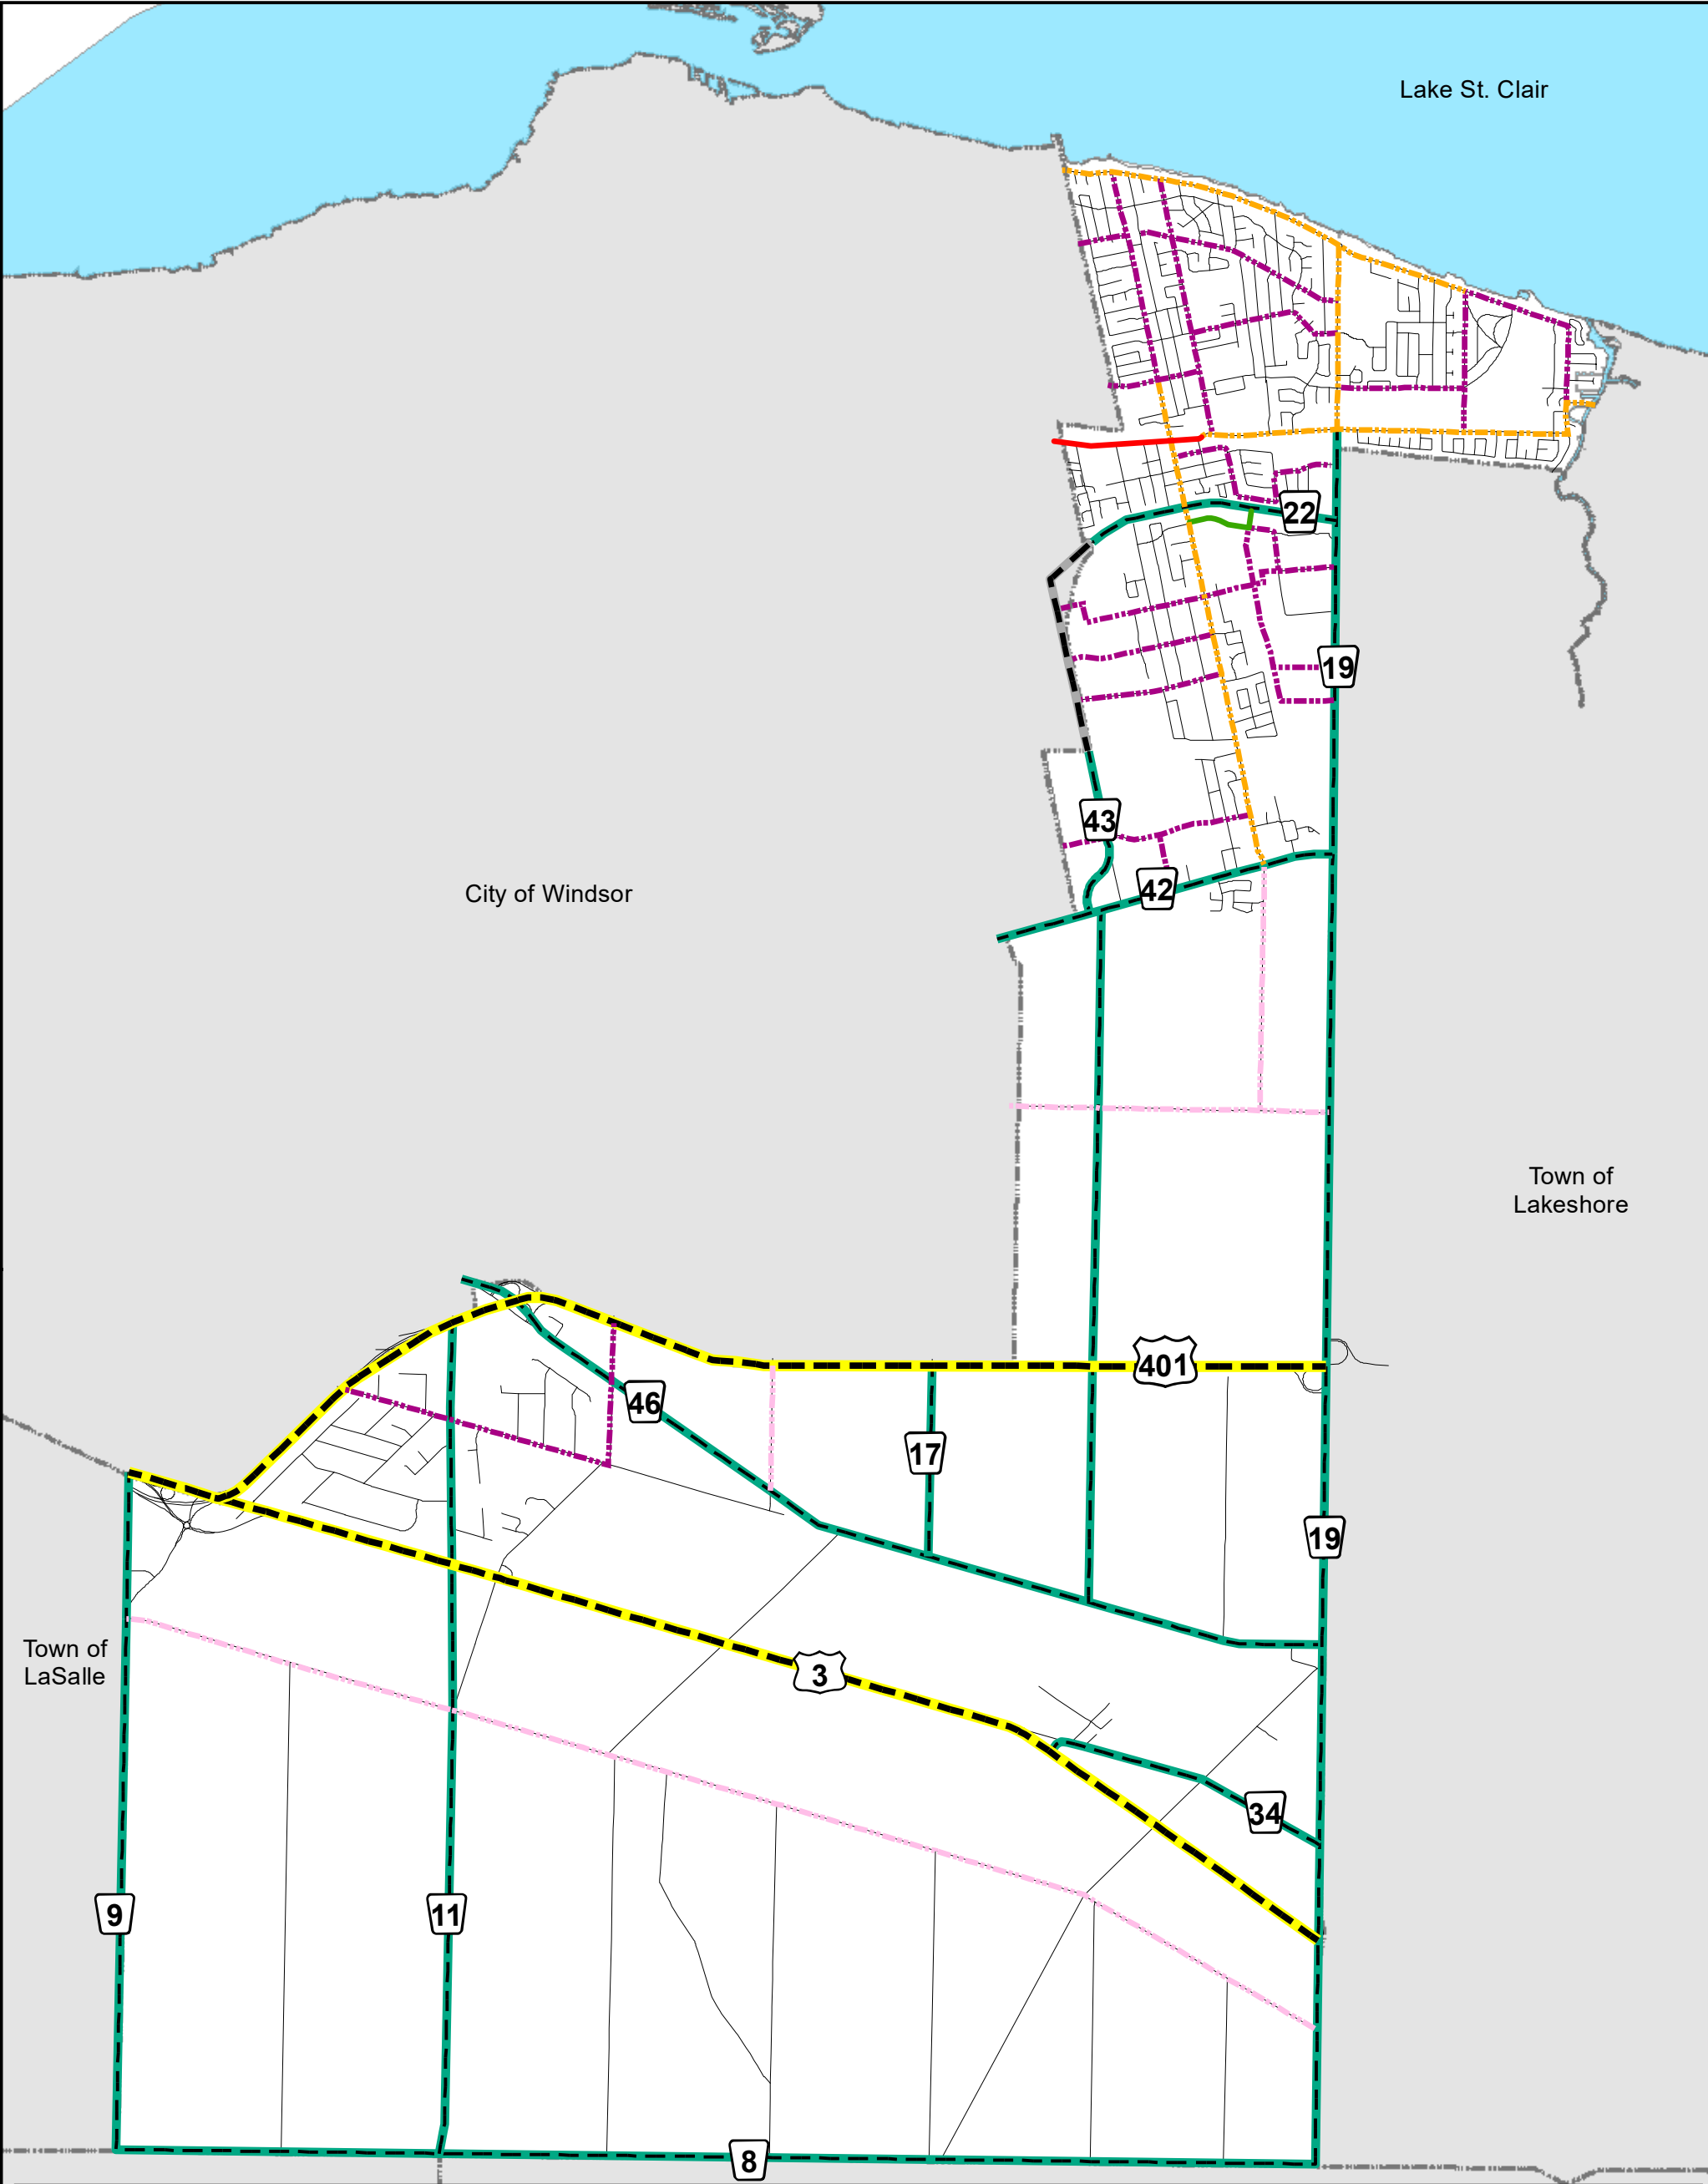 Lake St. Clair
22
19
43
42
City of Windsor
Town of
Lakeshore
401
46
17
19
Town of
LaSalle
3
34
9
11
8